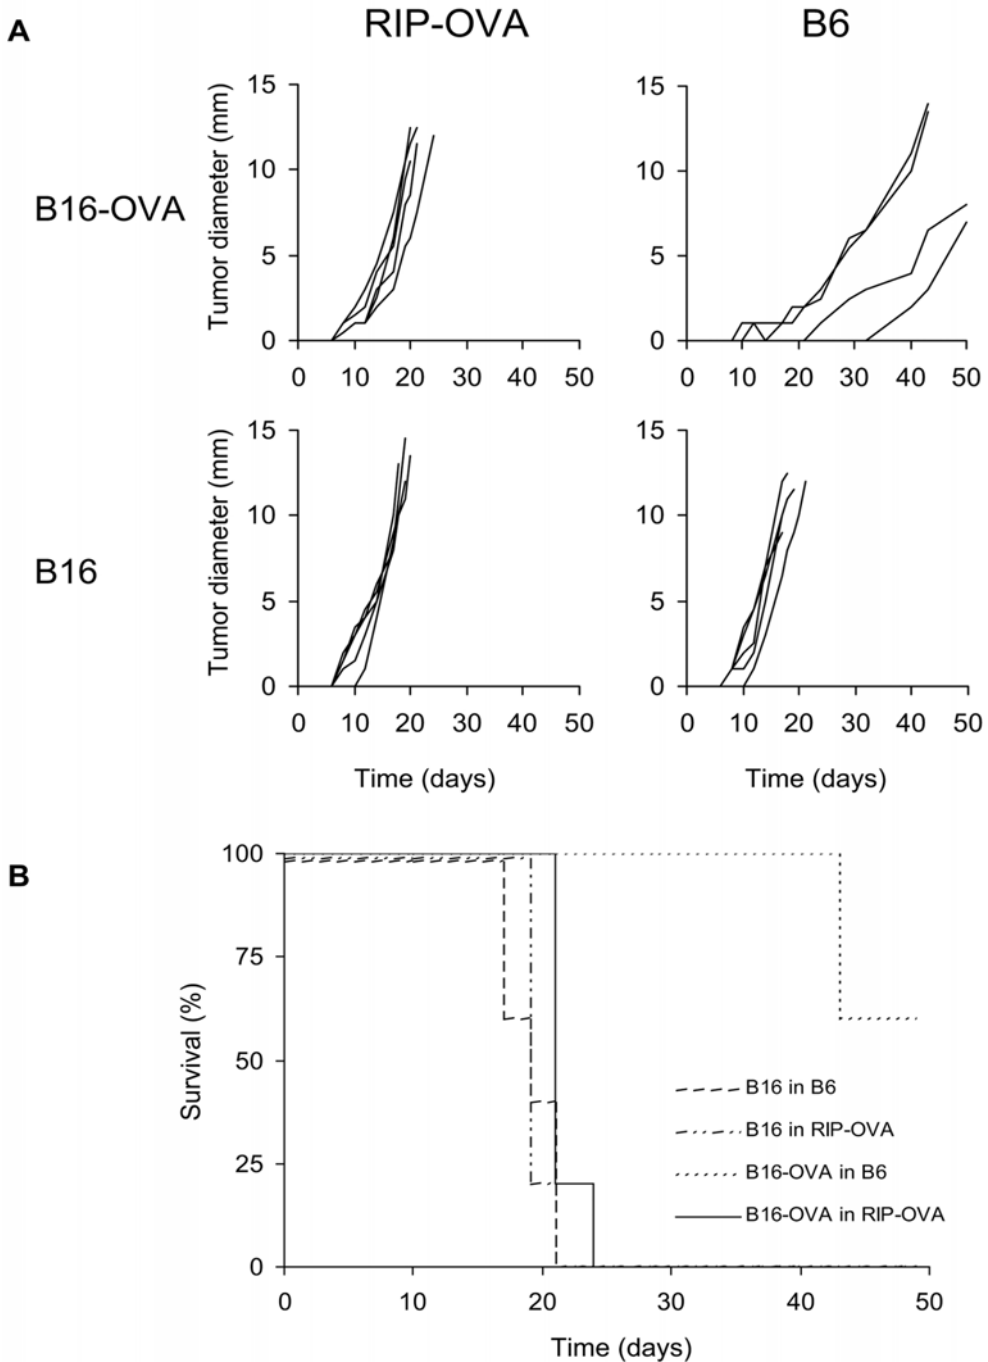 A
RIP-OVA
B6
B16-OVA
Tumor diameter (mm)
15
10
5
0
0 10 20 30 40 50
15
10
5
0
0 10 20 30 40 50
B16
Tumor diameter (mm)
15
10
5
0
0 10 20 30 40 50
Time (days)
15
10
5
0
0 10 20 30 40 50
Time (days)
B
Survival (%)
100
75
50
25
0
0 10 20 30 40 50
Time (days)
B16 in B6
B16 in RIP-OVA
B16-OVA in B6
B16-OVA in RIP-OVA